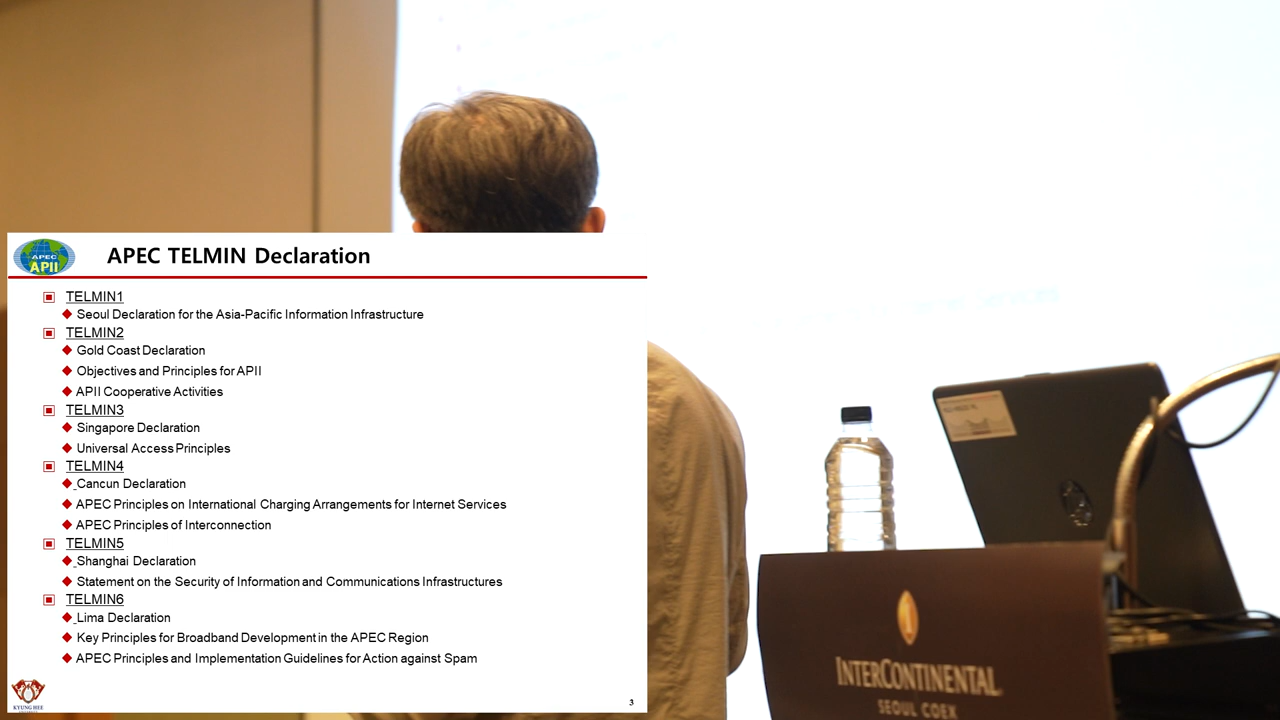 APEC
APII
APEC TELMIN Declaration
TELMIN1
Seoul Declaration for the Asia-Pacific Information Infrastructure
TELMIN2
Gold Coast Declaration
Objectives and Principles for APII
APII Cooperative Activities
TELMIN3
Singapore Declaration
Universal Access Principles
TELMIN4
Cancun Declaration
APEC Principles on International Charging Arrangements for Internet Services
APEC Principles of Interconnection
TELMIN5
Shanghai Declaration
Statement on the Security of Information and Communications Infrastructures
TELMIN6
Lima Declaration
Key Principles for Broadband Development in the APEC Region
APEC Principles and Implementation Guidelines for Action against Spam
KYUNG HEE
3
INTERCONTINENTAL
SEOUL COEX